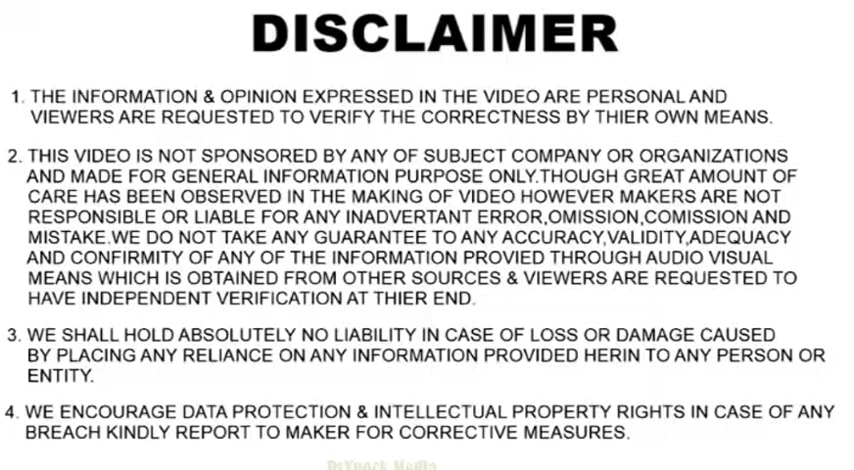 DISCLAIMER
1. THE INFORMATION & OPINION EXPRESSED IN THE VIDEO ARE PERSONAL AND
VIEWERS ARE REQUESTED TO VERIFY THE CORRECTNESS BY THIER OWN MEANS.
2. THIS VIDEO IS NOT SPONSORED BY ANY OF SUBJECT COMPANY OR ORGANIZATIONS
AND MADE FOR GENERAL INFORMATION PURPOSE ONLY.THOUGH GREAT AMOUNT OF
CARE HAS BEEN OBSERVED IN THE MAKING OF VIDEO HOWEVER MAKERS ARE NOT
RESPONSIBLE OR LIABLE FOR ANY INADVERTANT ERROR,OMISSION,COMISSION AND
MISTAKE.WE DO NOT TAKE ANY GUARANTEE TO ANY ACCURACY,VALIDITY,ADEQUACY
AND CONFIRMITY OF ANY OF THE INFORMATION PROVIED THROUGH AUDIO VISUAL
MEANS WHICH IS OBTAINED FROM OTHER SOURCES & VIEWERS ARE REQUESTED TO
HAVE INDEPENDENT VERIFICATION AT THIER END.
3. WE SHALL HOLD ABSOLUTELY NO LIABILITY IN CASE OF LOSS OR DAMAGE CAUSED
BY PLACING ANY RELIANCE ON ANY INFORMATION PROVIDED HERIN TO ANY PERSON OR
ENTITY.
4. WE ENCOURAGE DATA PROTECTION & INTELLECTUAL PROPERTY RIGHTS IN CASE OF ANY
BREACH KINDLY REPORT TO MAKER FOR CORRECTIVE MEASURES.